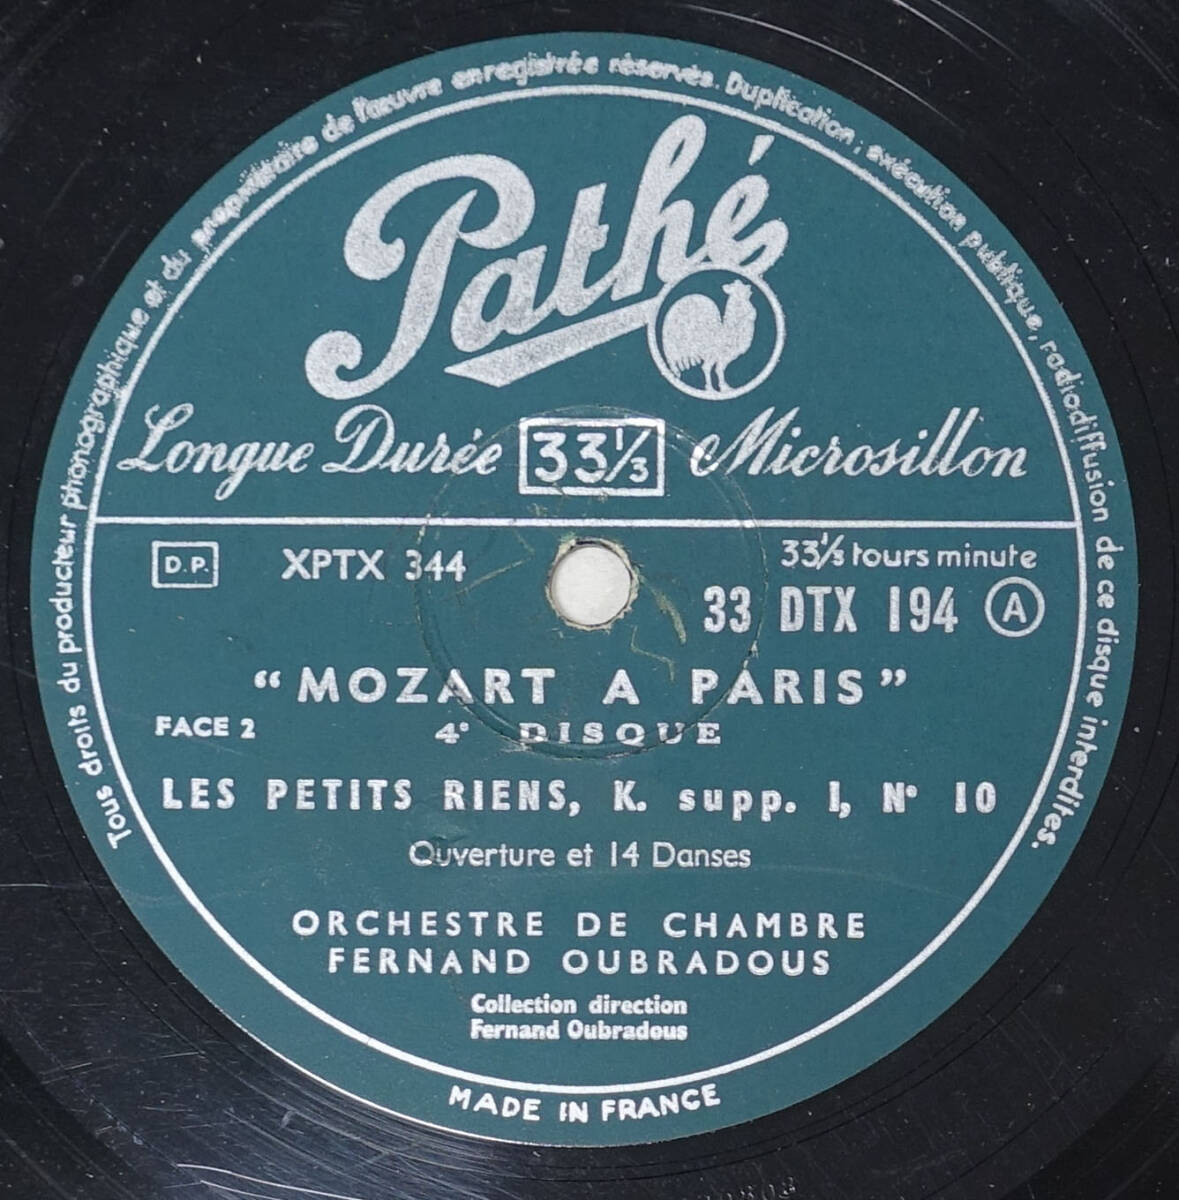 Tous droits du producteur phonographique et du propriétaire de l'œuvre enregistrée réservés. Duplication, exécution publique, radiodiffusion de ce disque interdites.
Pathé
Longue Durée 33⅓ Microsillon
D.P. XPTX 344 33⅓ tours minute
33 DTX 194 A
"MOZART A PARIS"
FACE 2 4e DISQUE
LES PETITS RIENS, K. supp. I, N° 10
Ouverture et 14 Danses
ORCHESTRE DE CHAMBRE
FERNAND OUBRADOUS
Collection direction
Fernand Oubradous
MADE IN FRANCE